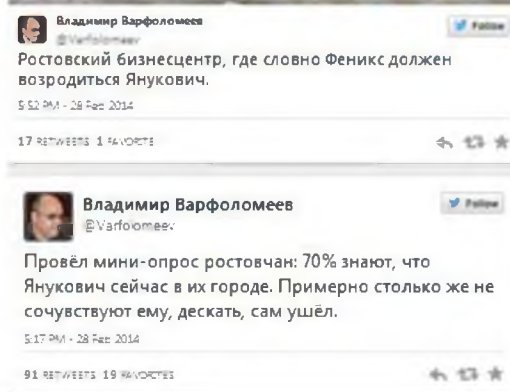 Владимир Варфоломеев
@Varfolomeev
Follow
Ростовский бизнесцентр, где словно Феникс должен
возродиться Янукович.
5:52 PM - 28 Feb 2014
17 RETWEETS 1 FAVORITE
Владимир Варфоломеев
@Varfolomeev
Follow
Провёл мини-опрос ростовчан: 70% знают, что
Янукович сейчас в их городе. Примерно столько же не
сочувствуют ему, дескать, сам ушёл.
5:17 PM - 28 Feb 2014
91 RETWEETS 19 FAVORITES